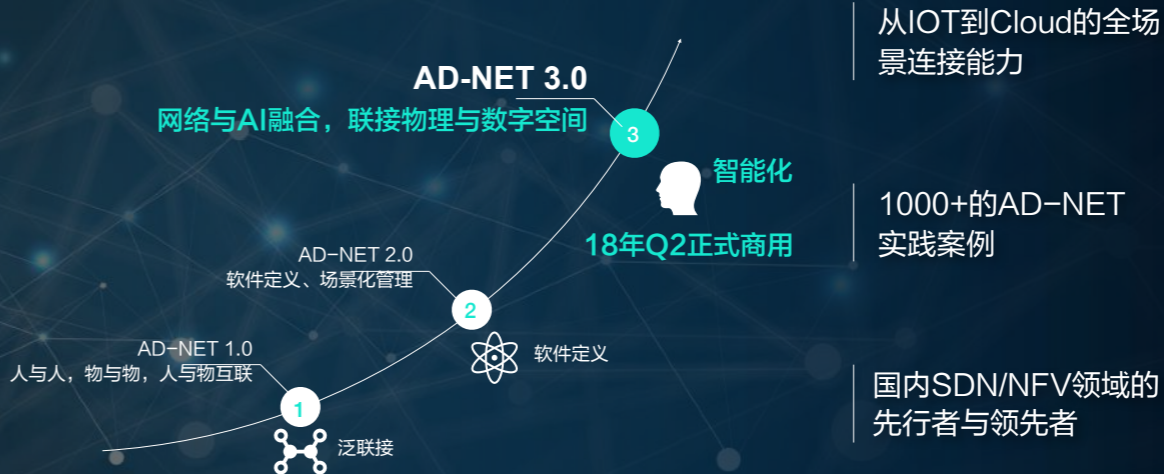 AD-NET 3.0
网络与AI融合，联接物理与数字空间
3
智能化
18年Q2正式商用
AD-NET 2.0
软件定义、场景化管理
2
软件定义
AD-NET 1.0
人与人，物与物，人与物互联
1
泛联接
从IOT到Cloud的全场
景连接能力
1000+的AD-NET
实践案例
国内SDN/NFV领域的
先行者与领先者